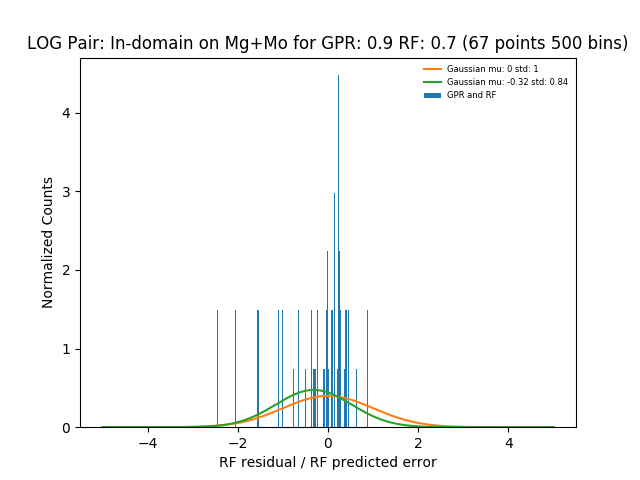 LOG Pair: In-domain on Mg+Mo for GPR: 0.9 RF: 0.7 (67 points 500 bins)
Gaussian mu: 0 std: 1
Gaussian mu: -0.32 std: 0.84
GPR and RF
Normalized Counts
4
3
2
1
0
−4
−2
0
2
4
RF residual / RF predicted error